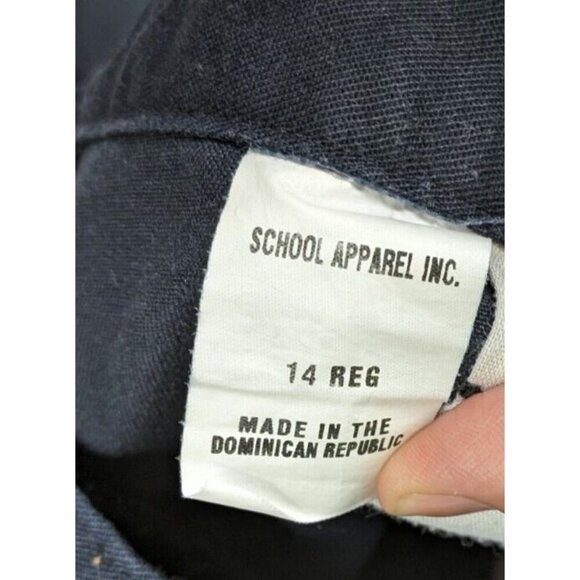 SCHOOL APPAREL INC.
14 REG
MADE IN THE
DOMINICAN REPUBLIC